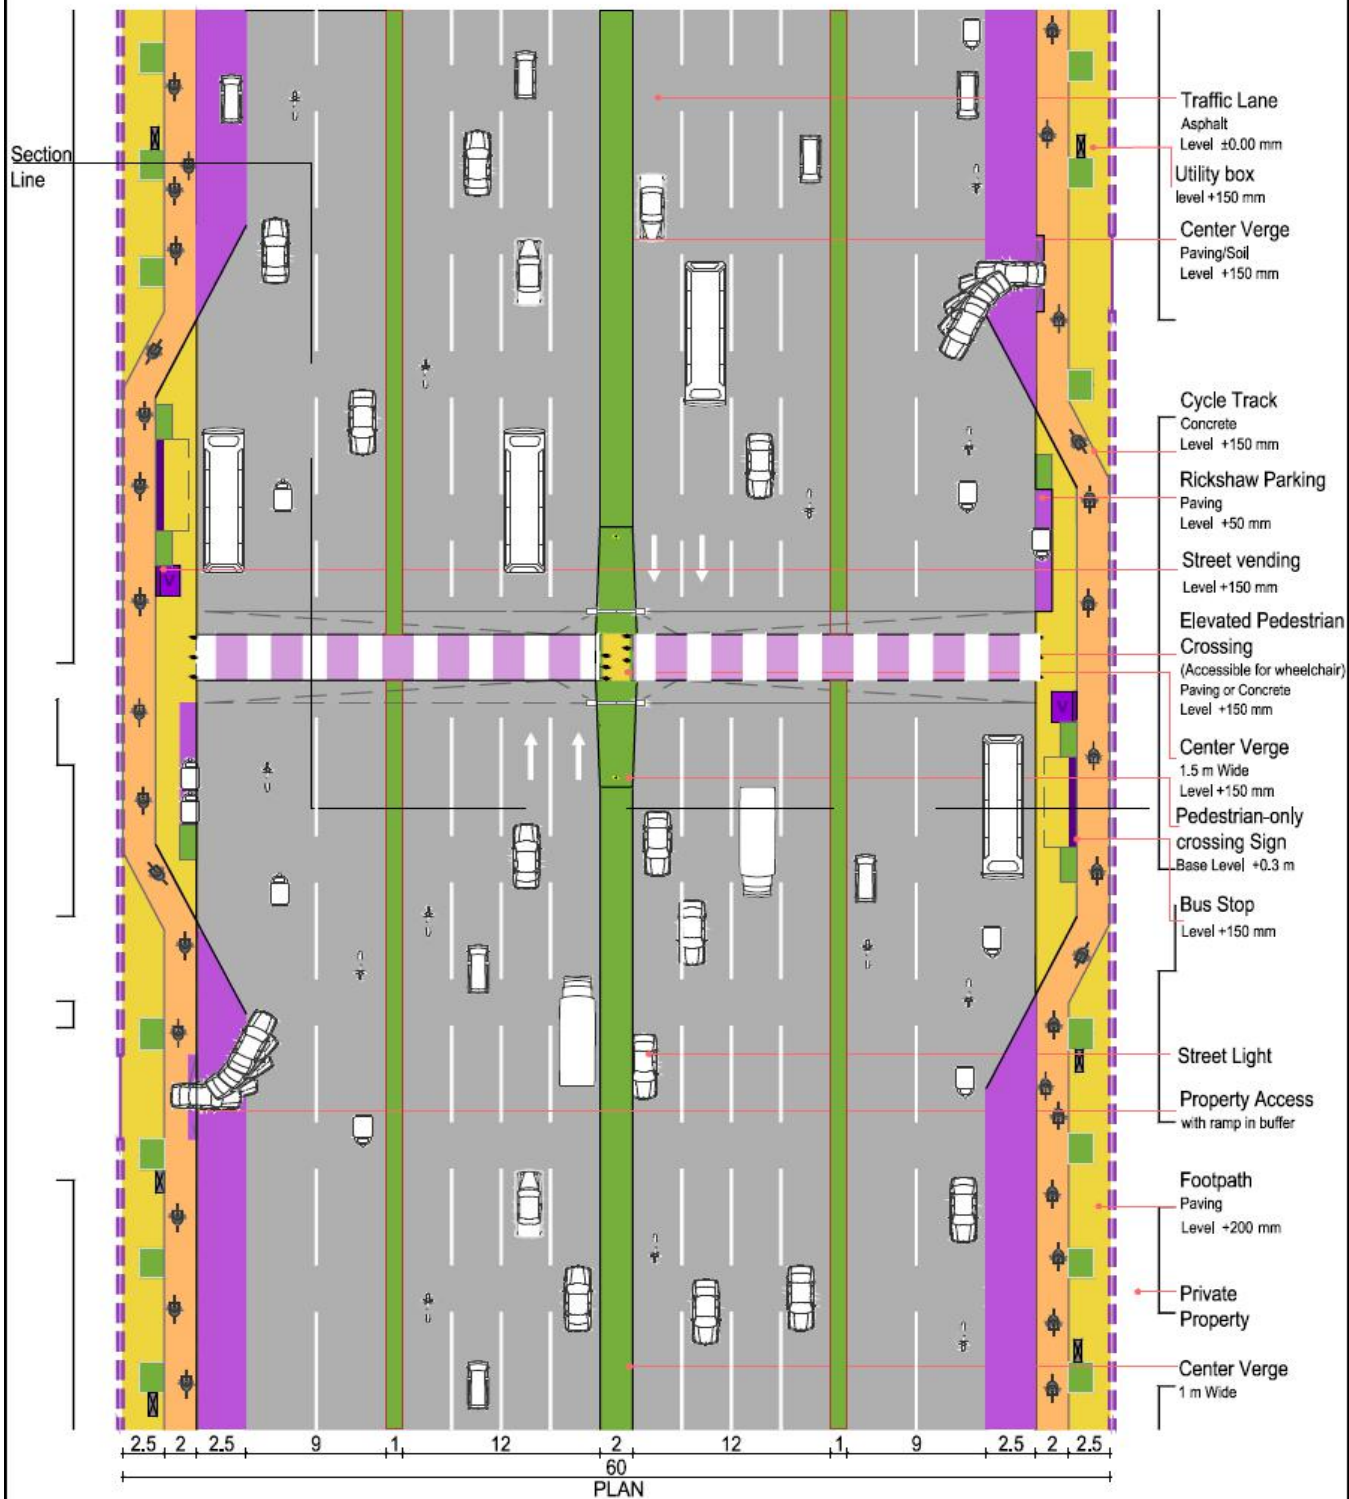 Section
Line
Traffic Lane
Asphalt
Level ±0.00 mm
Utility box
level +150 mm
Center Verge
Paving/Soil
Level +150 mm
Cycle Track
Concrete
Level +150 mm
Rickshaw Parking
Paving
Level +50 mm
Street vending
Level +150 mm
V
Elevated Pedestrian
Crossing
(Accessible for wheelchair)
Paving or Concrete
Level +150 mm
V
Center Verge
1.5 m Wide
Level +150 mm
Pedestrian-only
crossing Sign
Base Level +0.3 m
Bus Stop
Level +150 mm
Street Light
Property Access
with ramp in buffer
Footpath
Paving
Level +200 mm
Private
Property
Center Verge
1 m Wide
2.5 2 2.5 9 1 12 2 12 1 9 2.5 2 2.5
60
PLAN